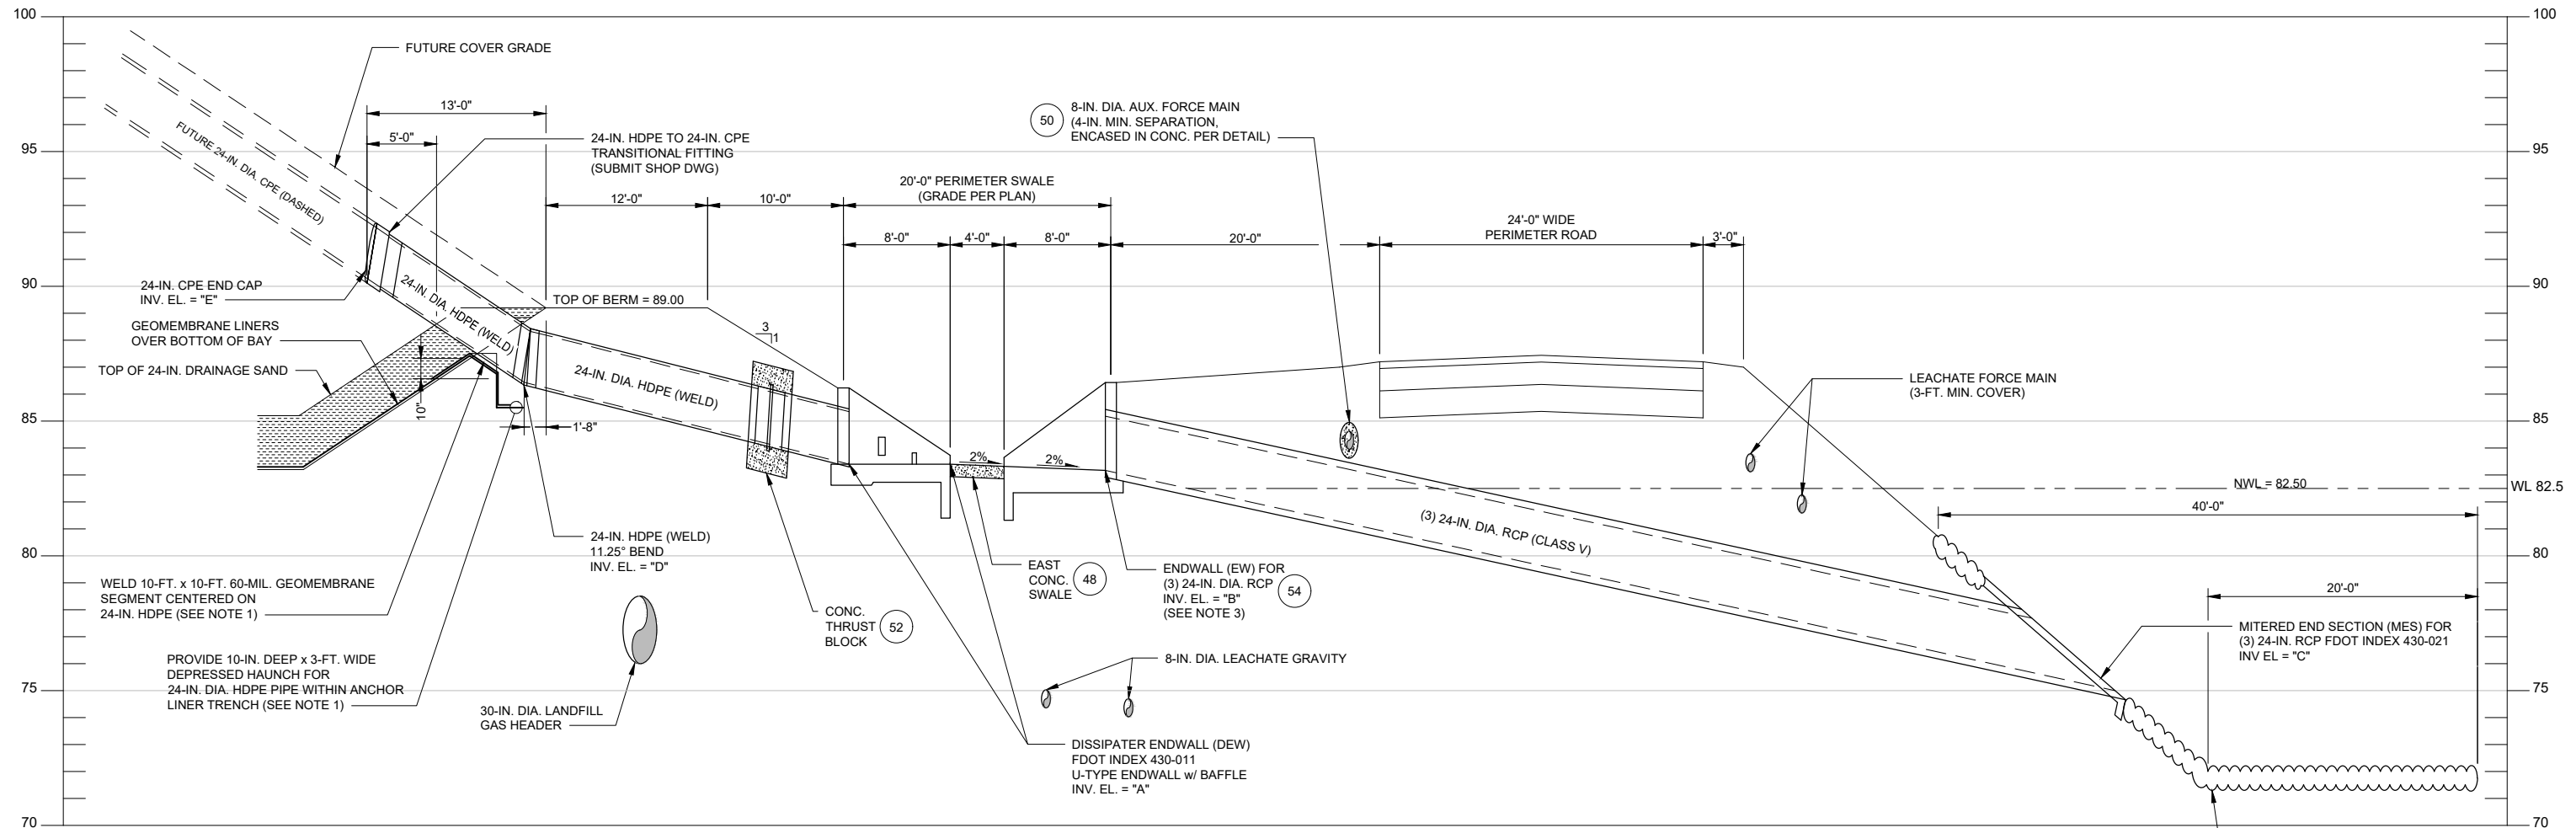 100
100
FUTURE COVER GRADE
13'-0"
5'-0"
24-IN. HDPE TO 24-IN. CPE
TRANSITIONAL FITTING
(SUBMIT SHOP DWG)
50
8-IN. DIA. AUX. FORCE MAIN
(4-IN. MIN. SEPARATION,
ENCASED IN CONC. PER DETAIL)
95
95
FUTURE 24-IN. DIA. CPE (DASHED)
12'-0"
10'-0"
20'-0" PERIMETER SWALE
(GRADE PER PLAN)
8'-0"
4'-0"
8'-0"
20'-0"
24'-0" WIDE
PERIMETER ROAD
3'-0"
90
90
24-IN. CPE END CAP
INV. EL. = "E"
24-IN. DIA. HDPE (WELD)
TOP OF BERM = 89.00
GEOMEMBRANE LINERS
OVER BOTTOM OF BAY
3
1
TOP OF 24-IN. DRAINAGE SAND
24-IN. DIA. HDPE (WELD)
LEACHATE FORCE MAIN
(3-FT. MIN. COVER)
10"
1'-8"
85
85
2%
2%
NWL = 82.50
WL 82.5
40'-0"
(3) 24-IN. DIA. RCP (CLASS V)
80
80
24-IN. HDPE (WELD)
11.25° BEND
INV. EL. = "D"
EAST
CONC.
SWALE
48
ENDWALL (EW) FOR
(3) 24-IN. DIA. RCP
INV. EL. = "B"
(SEE NOTE 3)
54
WELD 10-FT. x 10-FT. 60-MIL. GEOMEMBRANE
SEGMENT CENTERED ON
24-IN. HDPE (SEE NOTE 1)
CONC.
THRUST
BLOCK
52
20'-0"
MITERED END SECTION (MES) FOR
(3) 24-IN. RCP FDOT INDEX 430-021
INV EL = "C"
PROVIDE 10-IN. DEEP x 3-FT. WIDE
DEPRESSED HAUNCH FOR
24-IN. DIA. HDPE PIPE WITHIN ANCHOR
LINER TRENCH (SEE NOTE 1)
8-IN. DIA. LEACHATE GRAVITY
75
75
30-IN. DIA. LANDFILL
GAS HEADER
DISSIPATER ENDWALL (DEW)
FDOT INDEX 430-011
U-TYPE ENDWALL w/ BAFFLE
INV. EL. = "A"
70
70